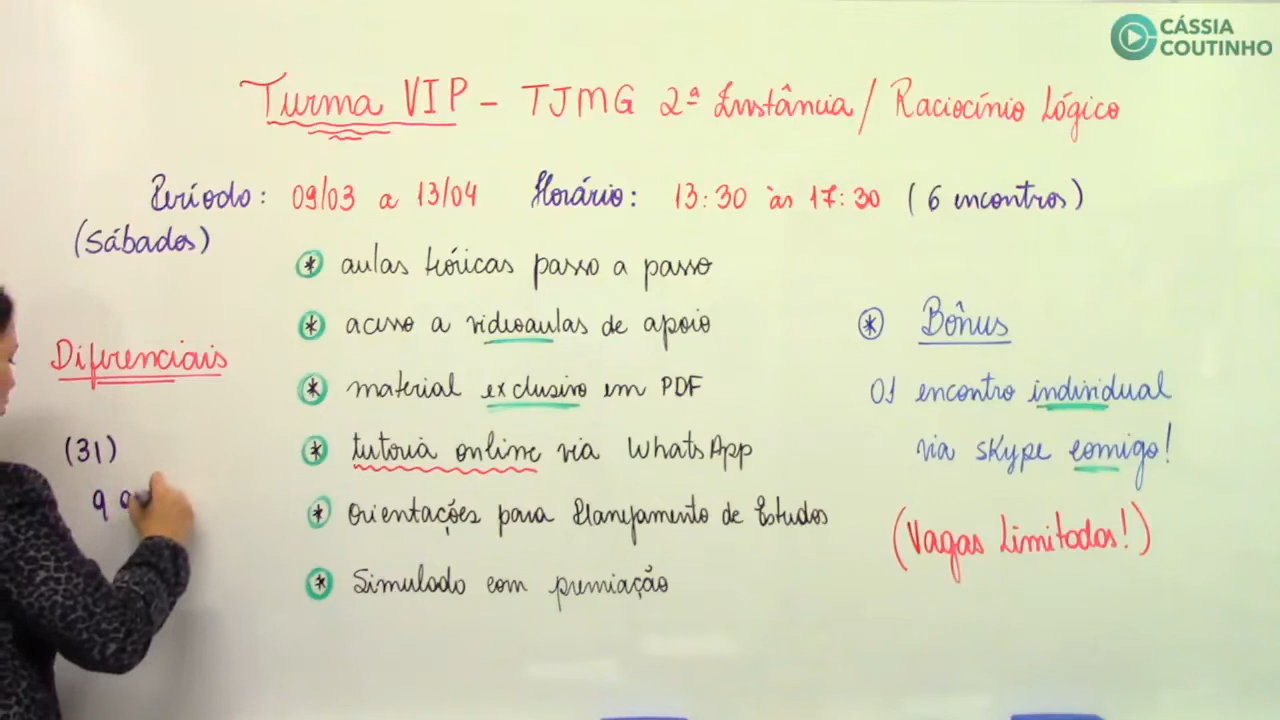 CÁSSIA
COUTINHO
Turma VIP - TJMG 2ª Instância / Raciocínio Lógico
Período: 09/03 a 13/04 Horário: 13:30 às 17:30 (6 encontros)
(Sábados)
* aulas teóricas passo a passo
* acesso a videoaulas de apoio
* Bônus
Diferenciais
* material exclusivo em PDF
01 encontro individual
(31)
* tutoria online via WhatsApp
via skype comigo!
9 9
* Orientações para Planejamento de Estudos
(Vagas Limitadas!)
* Simulado com premiação